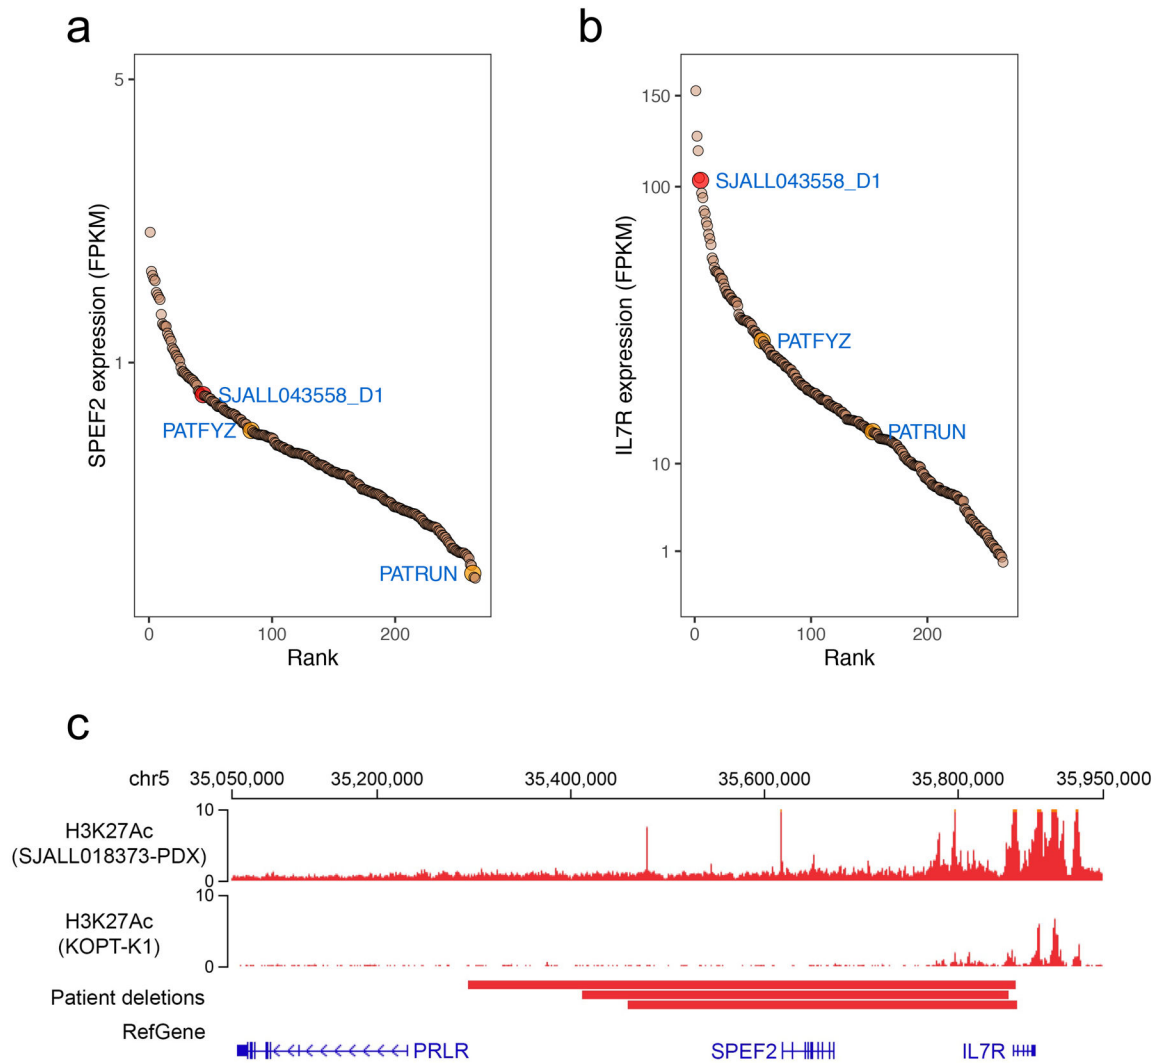 a
5
1
SPEF2 expression (FPKM)
SJALL043558_D1
PATFYZ
PATRUN
0 100 200
Rank
b
150
100
10
1
IL7R expression (FPKM)
SJALL043558_D1
PATFYZ
PATRUN
0 100 200
Rank
c
chr5 35,050,000 35,200,000 35,400,000 35,600,000 35,800,000 35,950,000
10
H3K27Ac
(SJALL018373-PDX)
0
10
H3K27Ac
(KOPT-K1)
0
Patient deletions
RefGene
PRLR SPEF2 IL7R